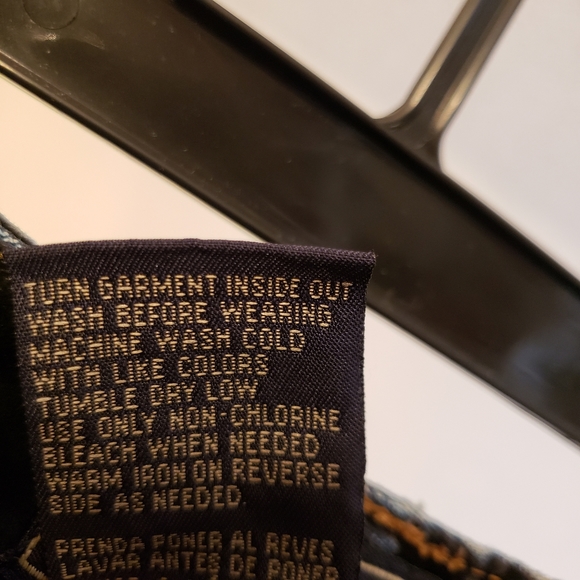 TURN GARMENT INSIDE OUT
WASH BEFORE WEARING
MACHINE WASH COLD
WITH LIKE COLORS
TUMBLE DRY LOW
USE ONLY NON-CHLORINE
BLEACH WHEN NEEDED
WARM IRON ON REVERSE
SIDE AS NEEDED.
PRENDA PONER AL REVES
LAVAR ANTES DE PONER